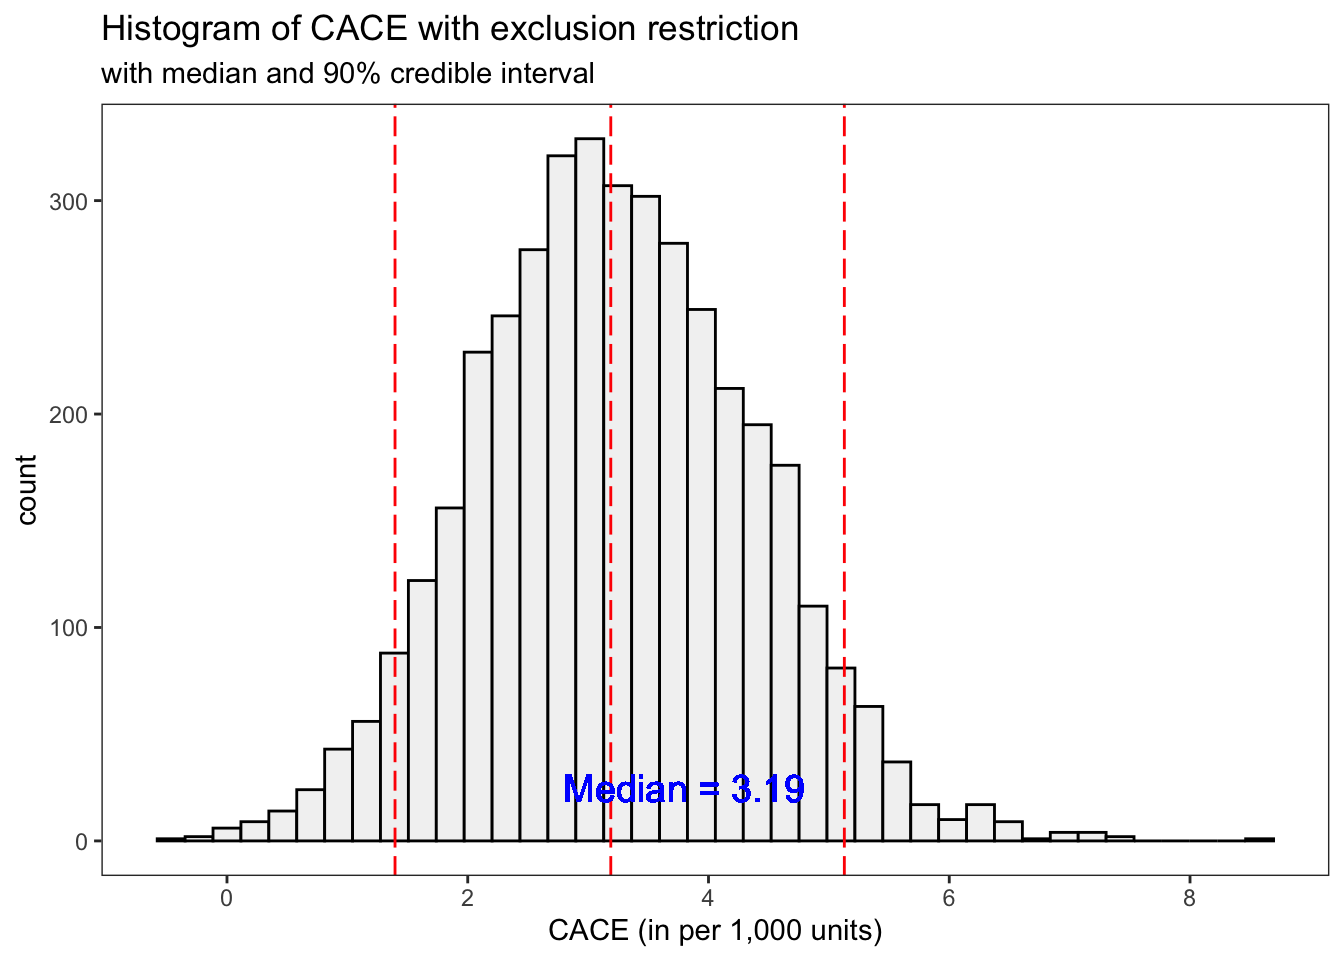 Histogram of CACE with exclusion restriction
with median and 90% credible interval
300
200
100
0
count
Median = 3.19
0 2 4 6 8
CACE (in per 1,000 units)